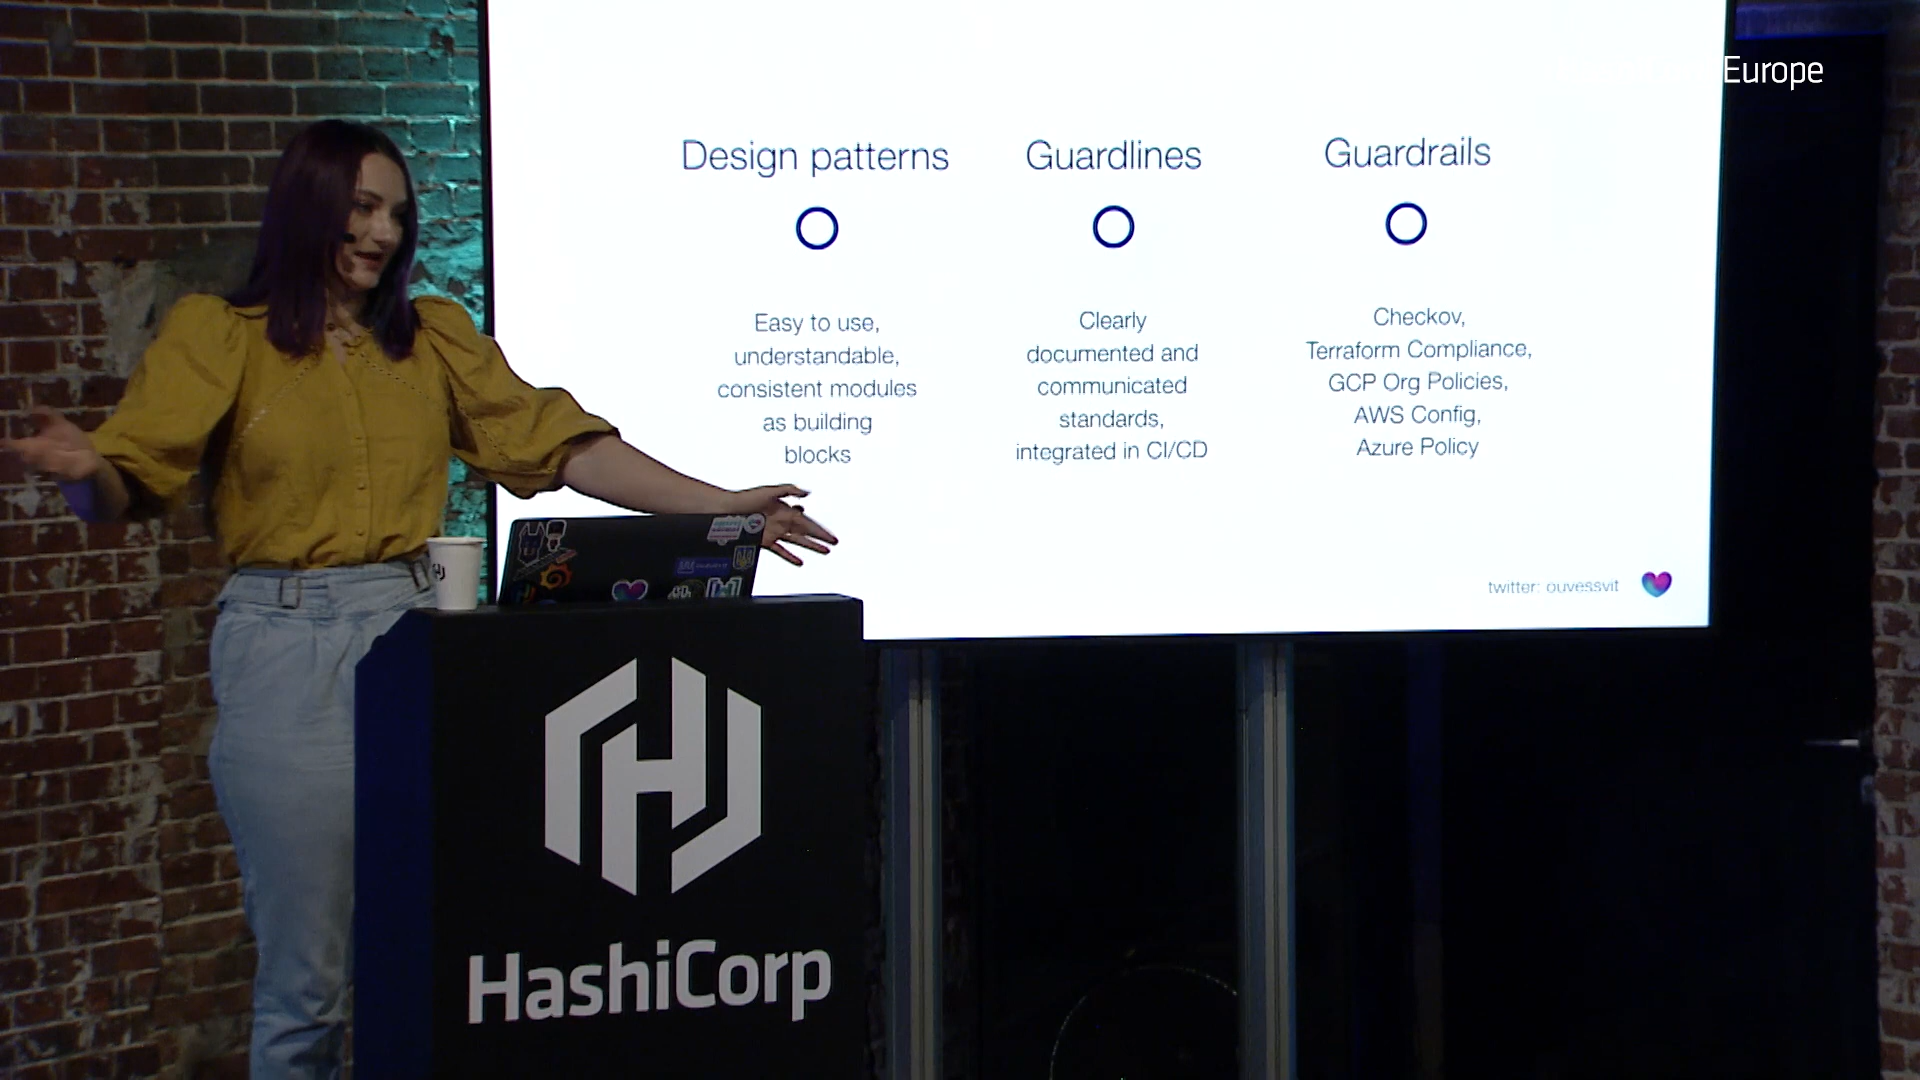 Europe
Design patterns
Easy to use,
understandable,
consistent modules
as building
blocks
Guardlines
Clearly
documented and
communicated
standards,
integrated in CI/CD
Guardrails
Checkov,
Terraform Compliance,
GCP Org Policies,
AWS Config,
Azure Policy
twitter: ouvessvit
HashiCorp